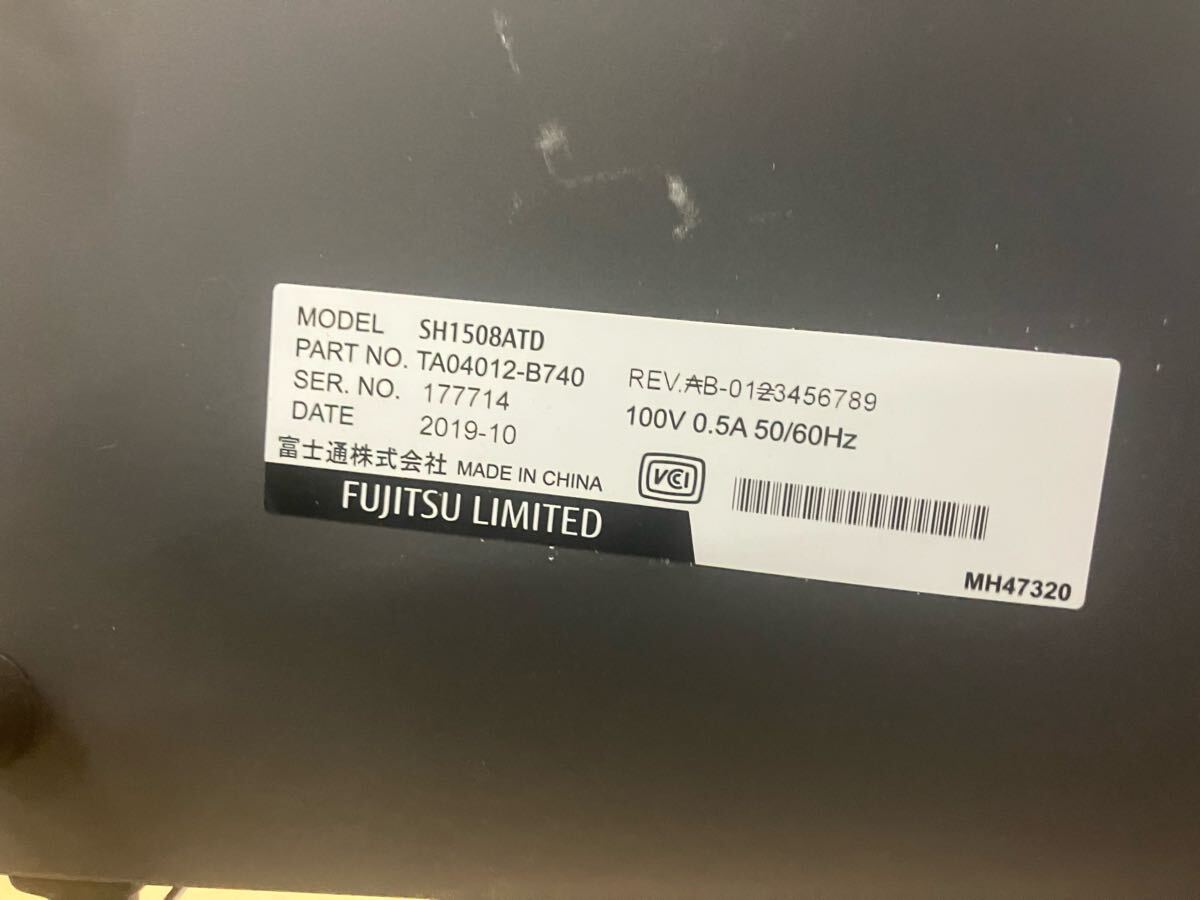 MODEL SH1508ATD
PART NO. TA04012-B740
SER. NO. 177714
DATE 2019-10
REV.AB-0123456789
100V 0.5A 50/60Hz
富士通株式会社 MADE IN CHINA
VCCI
FUJITSU LIMITED
MH47320